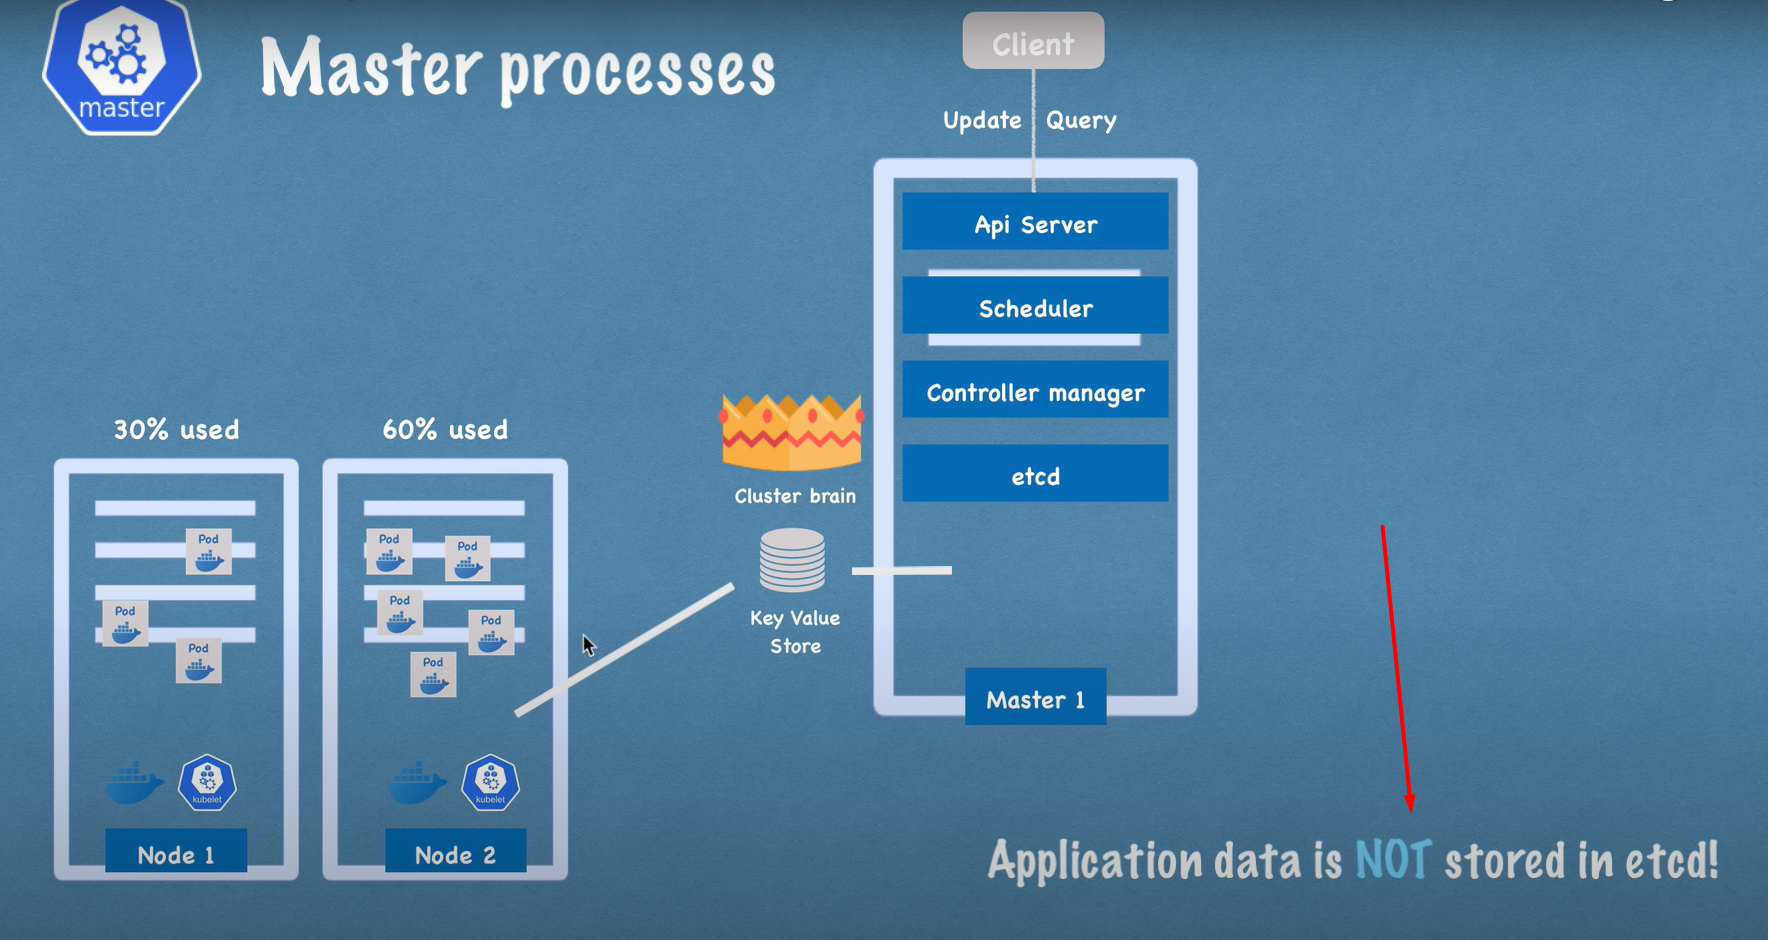 master
Master processes
Client
Update Query
Api Server
Scheduler
Controller manager
etcd
Master 1
Cluster brain
Key Value
Store
30% used
Pod
Pod
Pod
kubelet
Node 1
60% used
Pod
Pod
Pod
Pod
Pod
kubelet
Node 2
Application data is NOT stored in etcd!